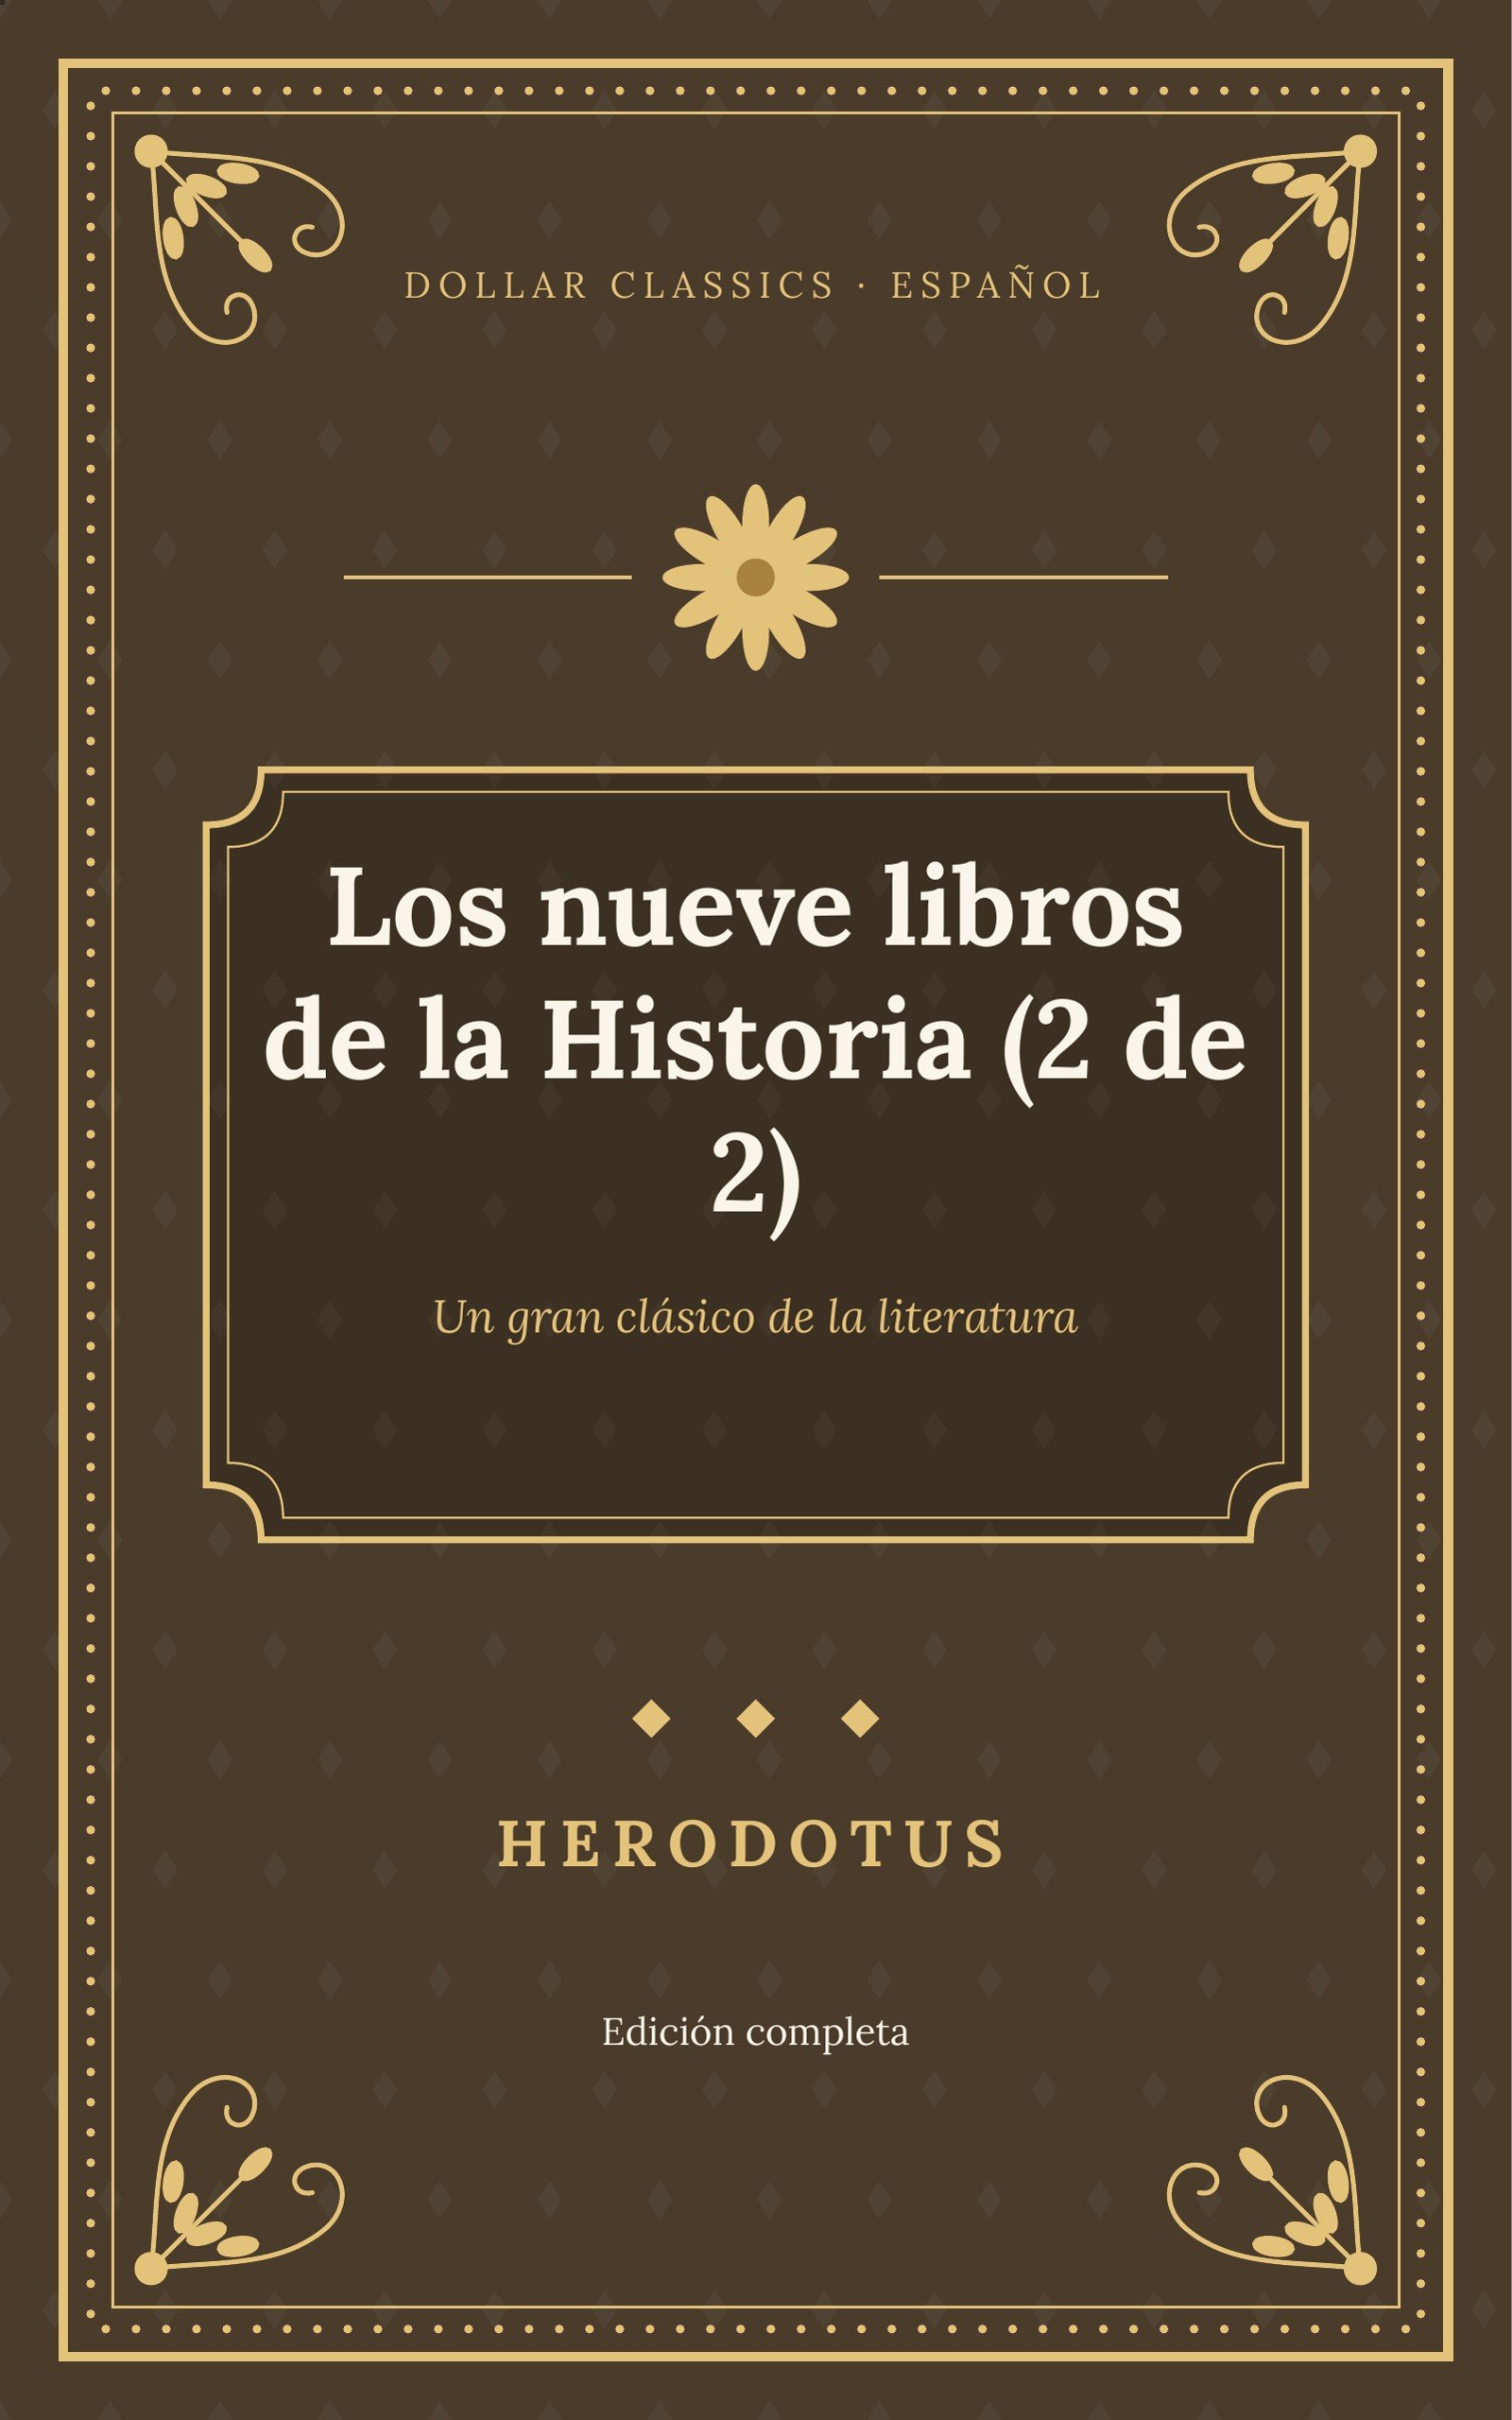 DOLLAR CLASSICS · ESPAÑOL
Los nueve libros
de la Historia (2 de
2)
Un gran clásico de la literatura
HERODOTUS
Edición completa